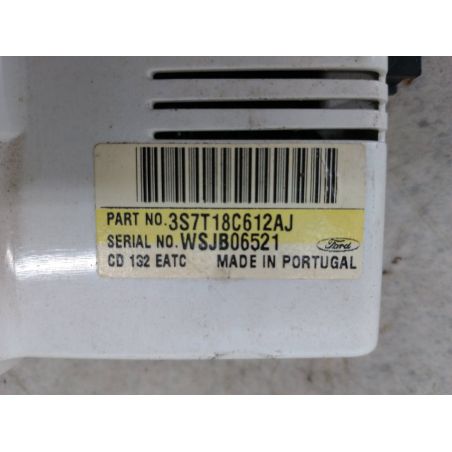 PART NO.3S7T18C612AJ
SERIAL NO.WSJB06521
Ford
CD 132 EATC MADE IN PORTUGAL